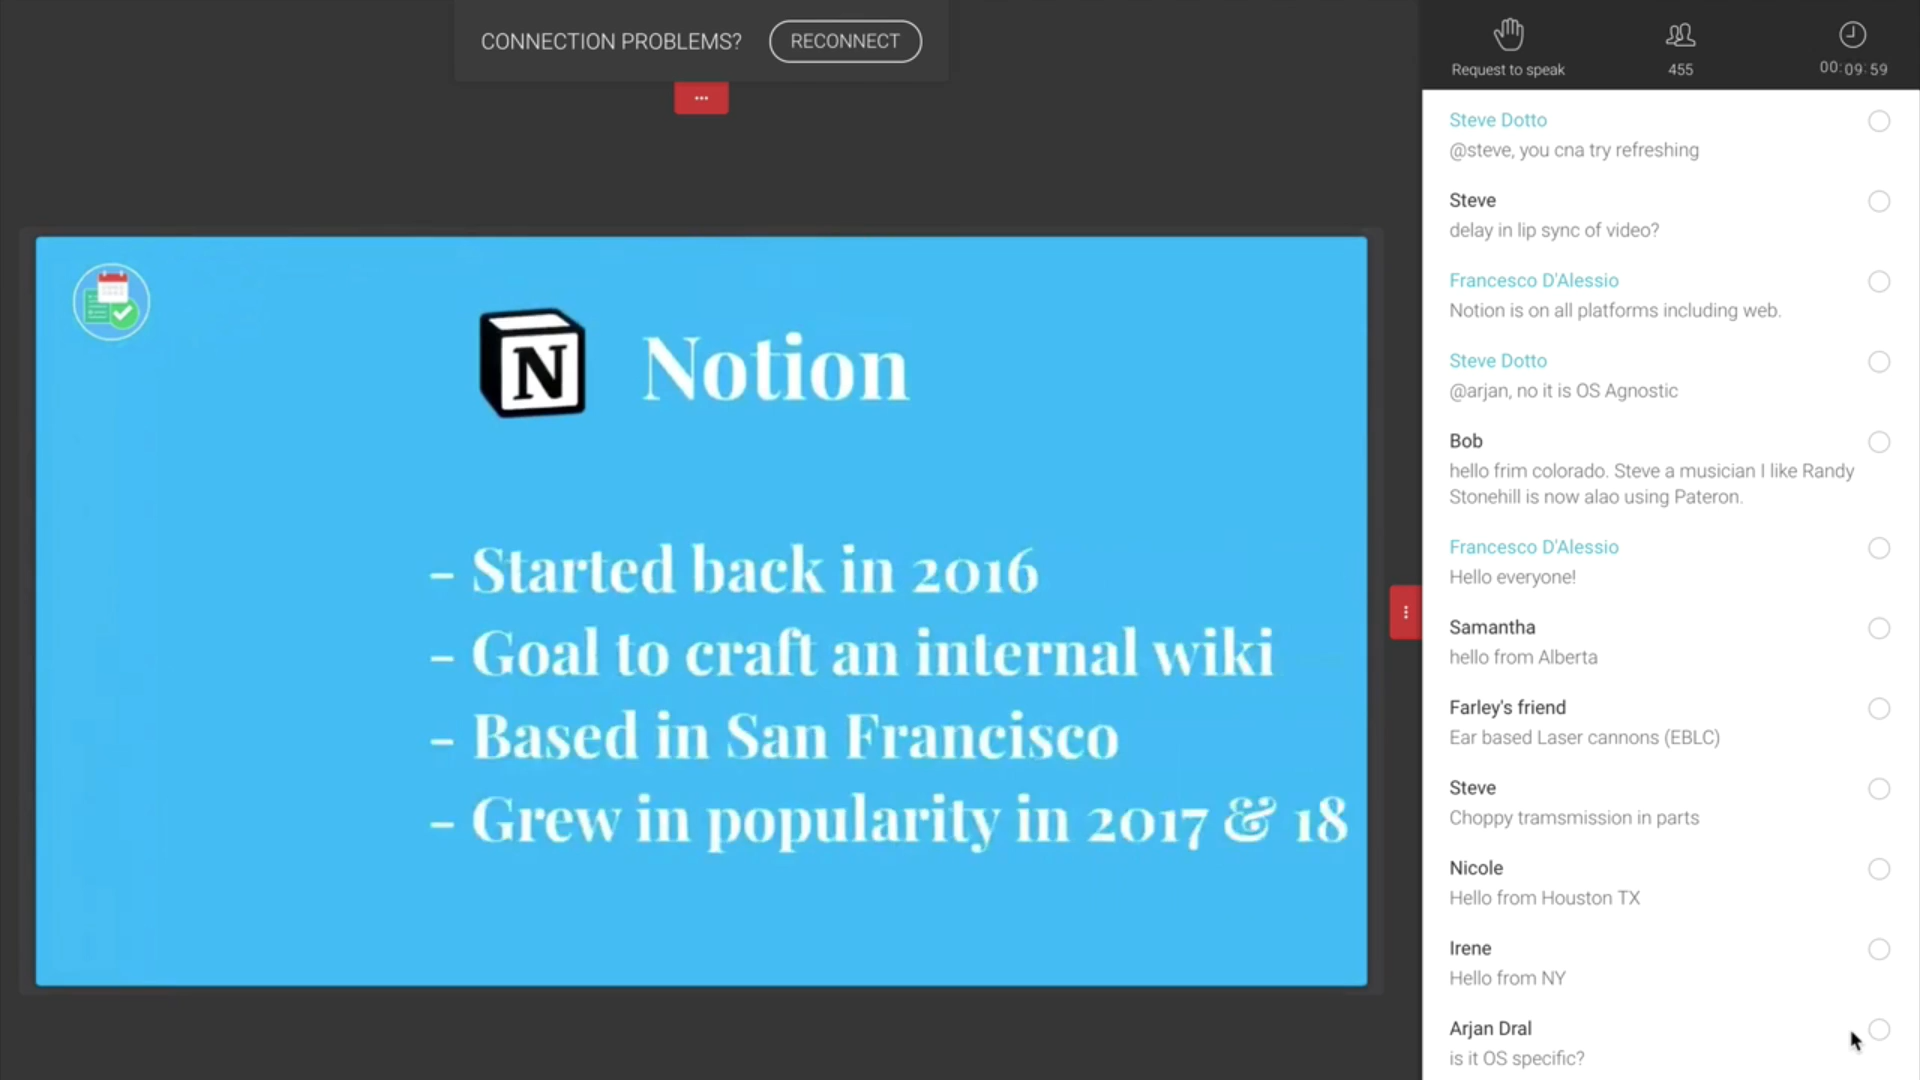 CONNECTION PROBLEMS? RECONNECT
Request to speak
455
00:09:59
N Notion
- Started back in 2016
- Goal to craft an internal wiki
- Based in San Francisco
- Grew in popularity in 2017 & 18
Steve Dotto
@steve, you cna try refreshing
Steve
delay in lip sync of video?
Francesco D'Alessio
Notion is on all platforms including web.
Steve Dotto
@arjan, no it is OS Agnostic
Bob
hello frim colorado. Steve a musician I like Randy
Stonehill is now alao using Pateron.
Francesco D'Alessio
Hello everyone!
Samantha
hello from Alberta
Farley's friend
Ear based Laser cannons (EBLC)
Steve
Choppy tramsmission in parts
Nicole
Hello from Houston TX
Irene
Hello from NY
Arjan Dral
is it OS specific?